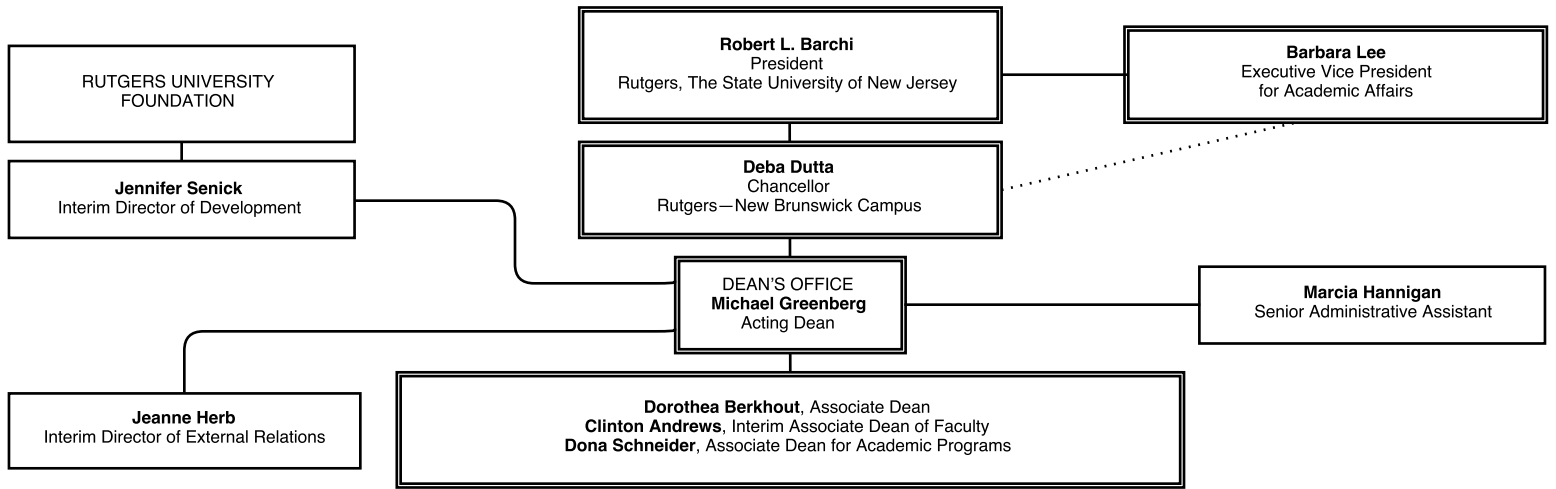 Robert L. Barchi
President
Rutgers, The State University of New Jersey
Barbara Lee
Executive Vice President
for Academic Affairs
RUTGERS UNIVERSITY
FOUNDATION
Deba Dutta
Chancellor
Rutgers—New Brunswick Campus
Jennifer Senick
Interim Director of Development
DEAN'S OFFICE
Michael Greenberg
Acting Dean
Marcia Hannigan
Senior Administrative Assistant
Jeanne Herb
Interim Director of External Relations
Dorothea Berkhout, Associate Dean
Clinton Andrews, Interim Associate Dean of Faculty
Dona Schneider, Associate Dean for Academic Programs